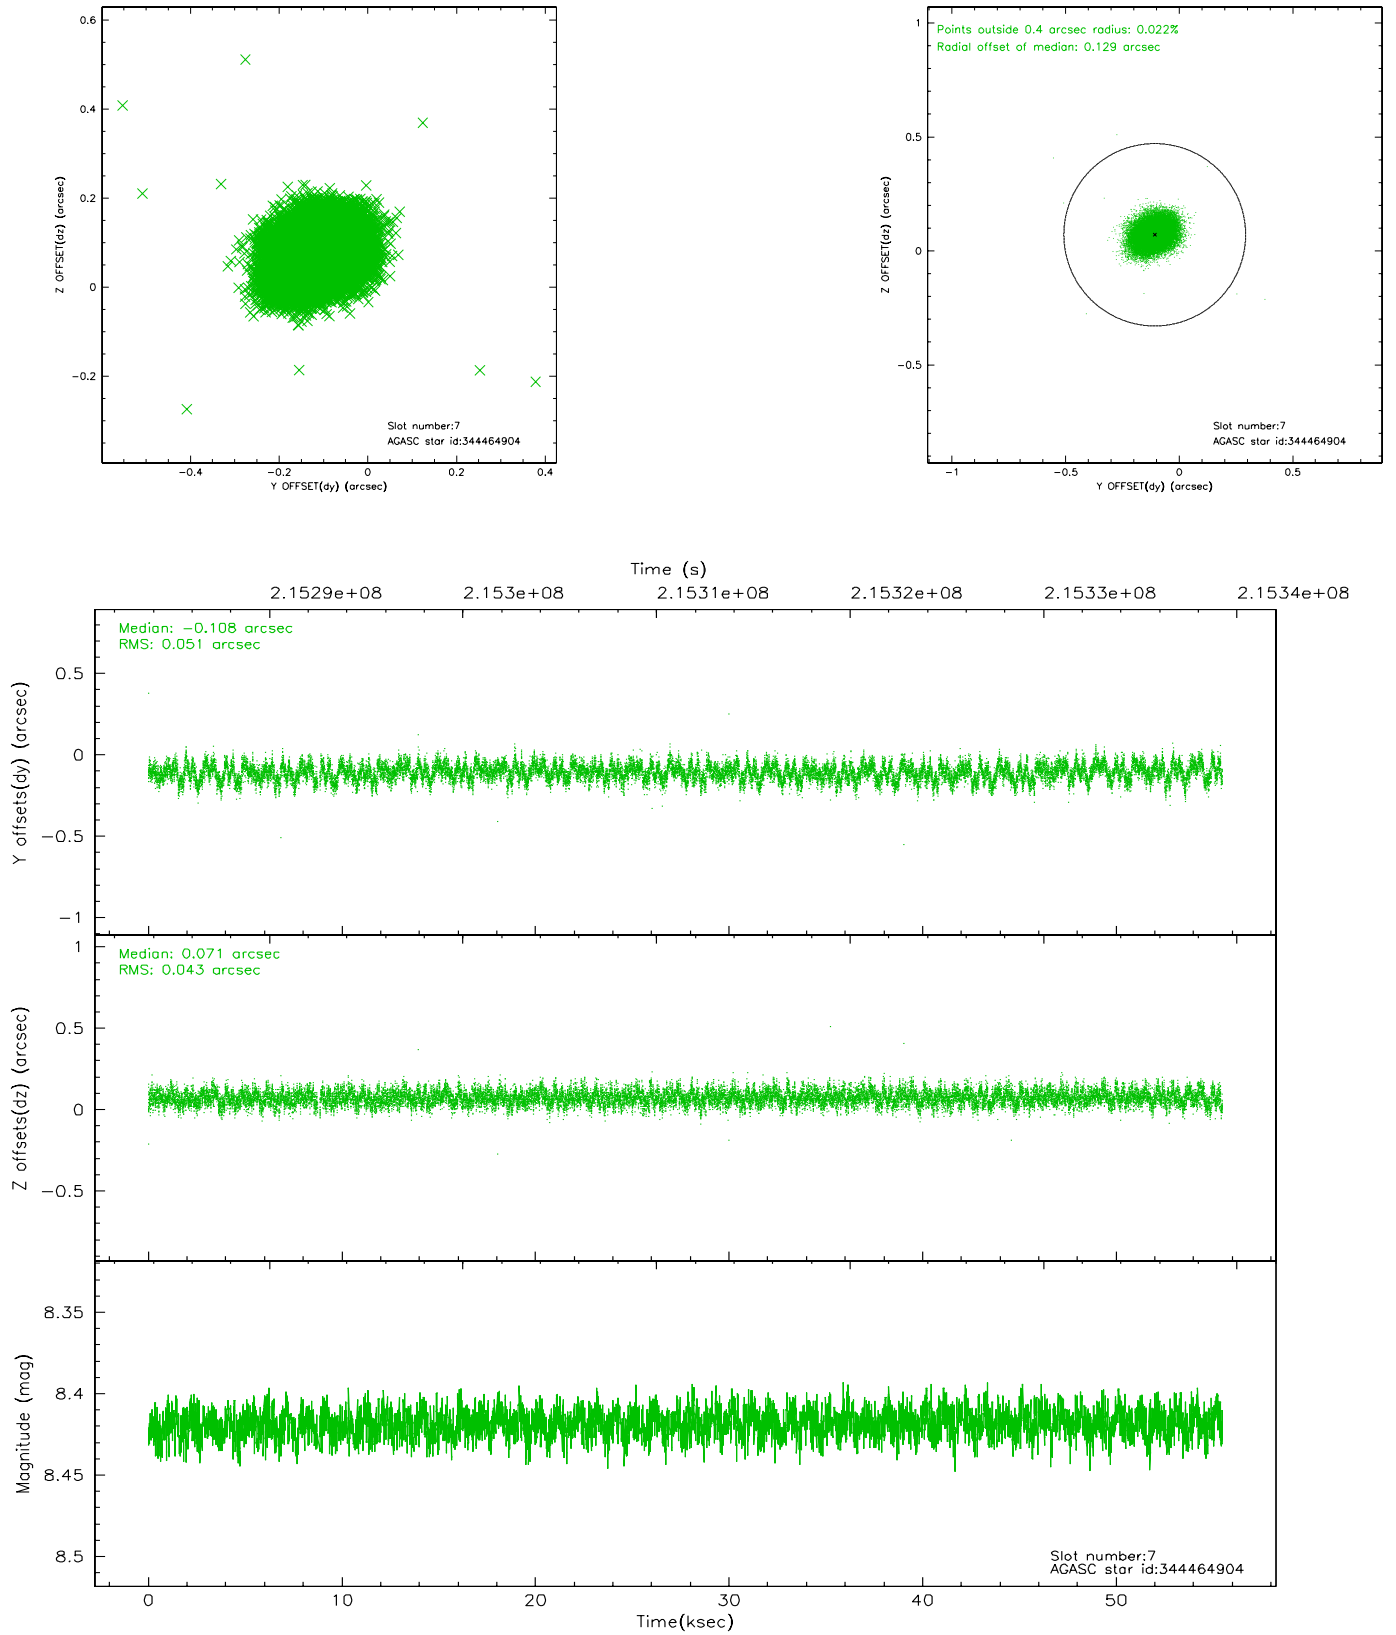 0.6
0.4
0.2
0
−0.2
−0.4
−0.2
0
0.2
0.4
Z OFFSET(dz) (arcsec)
Y OFFSET(dy) (arcsec)
Slot number:7
AGASC star id:344464904
Points outside 0.4 arcsec radius: 0.022%
Radial offset of median: 0.129 arcsec
1
0.5
0
−0.5
−1
−0.5
0
0.5
Z OFFSET(dz) (arcsec)
Y OFFSET(dy) (arcsec)
Slot number:7
AGASC star id:344464904
Time (s)
2.1529e+08
2.153e+08
2.1531e+08
2.1532e+08
2.1533e+08
2.1534e+08
Median: −0.108 arcsec
RMS: 0.051 arcsec
0.5
0
−0.5
−1
Y offsets(dy) (arcsec)
Median: 0.071 arcsec
RMS: 0.043 arcsec
1
0.5
0
−0.5
Z offsets(dz) (arcsec)
8.35
8.4
8.45
8.5
Magnitude (mag)
Slot number:7
AGASC star id:344464904
0
10
20
30
40
50
Time(ksec)